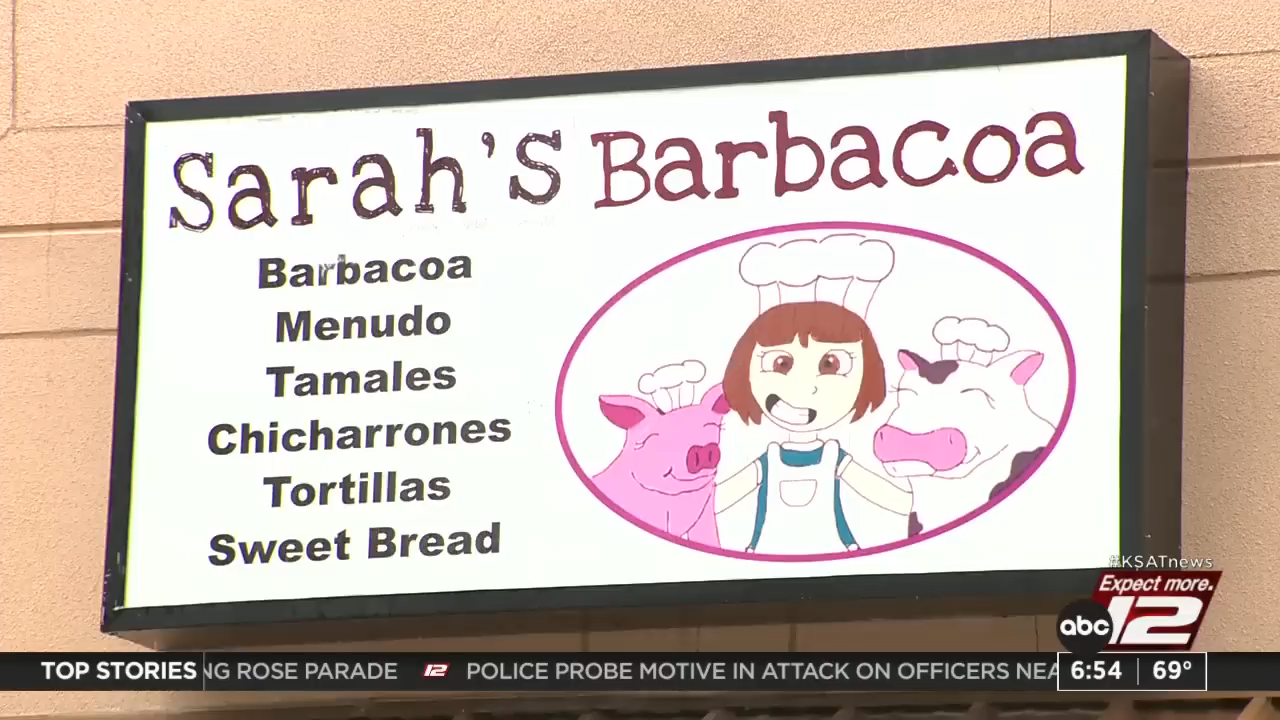 Sarah's Barbacoa
Barbacoa
Menudo
Tamales
Chicharrones
Tortillas
Sweet Bread
#KSATnews
Expect more.
abc 12
TOP STORIES NG ROSE PARADE 12 POLICE PROBE MOTIVE IN ATTACK ON OFFICERS NEA 6:54 69°